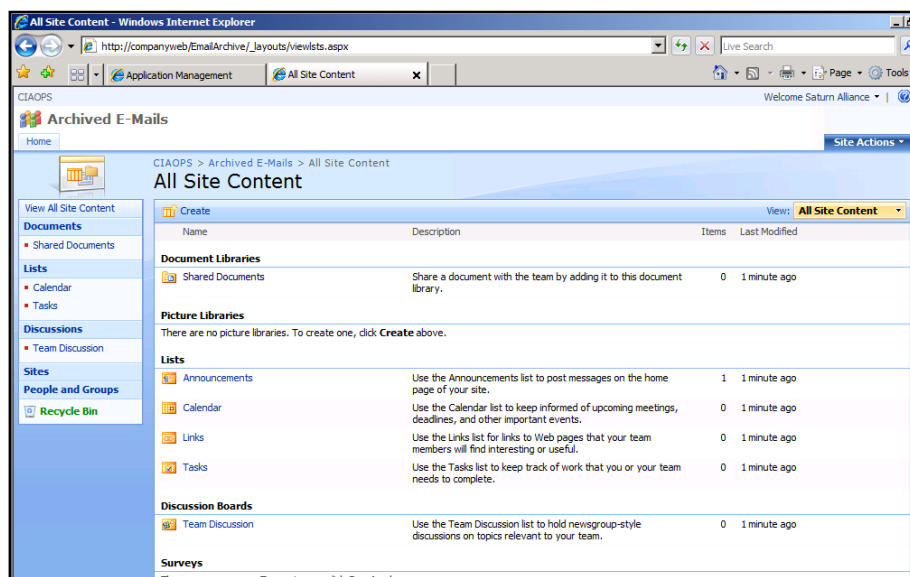 All Site Content - Windows Internet Explorer
http://companyweb/EmailArchive/_layouts/viewlsts.aspx
Live Search
Application Management
All Site Content
Page
Tools
CIAOPS
Welcome Saturn Alliance
Archived E-Mails
Home
Site Actions
CIAOPS > Archived E-Mails > All Site Content
All Site Content
View All Site Content
Documents
Shared Documents
Lists
Calendar
Tasks
Discussions
Team Discussion
Sites
People and Groups
Recycle Bin
Create
View: All Site Content
Name Description Items Last Modified
Document Libraries
Shared Documents Share a document with the team by adding it to this document 0 1 minute ago
library.
Picture Libraries
There are no picture libraries. To create one, click Create above.
Lists
Announcements Use the Announcements list to post messages on the home 1 1 minute ago
page of your site.
Calendar Use the Calendar list to keep informed of upcoming meetings, 0 1 minute ago
deadlines, and other important events.
Links Use the Links list for links to Web pages that your team 0 1 minute ago
members will find interesting or useful.
Tasks Use the Tasks list to keep track of work that you or your team 0 1 minute ago
needs to complete.
Discussion Boards
Team Discussion Use the Team Discussion list to hold newsgroup-style 0 1 minute ago
discussions on topics relevant to your team.
Surveys